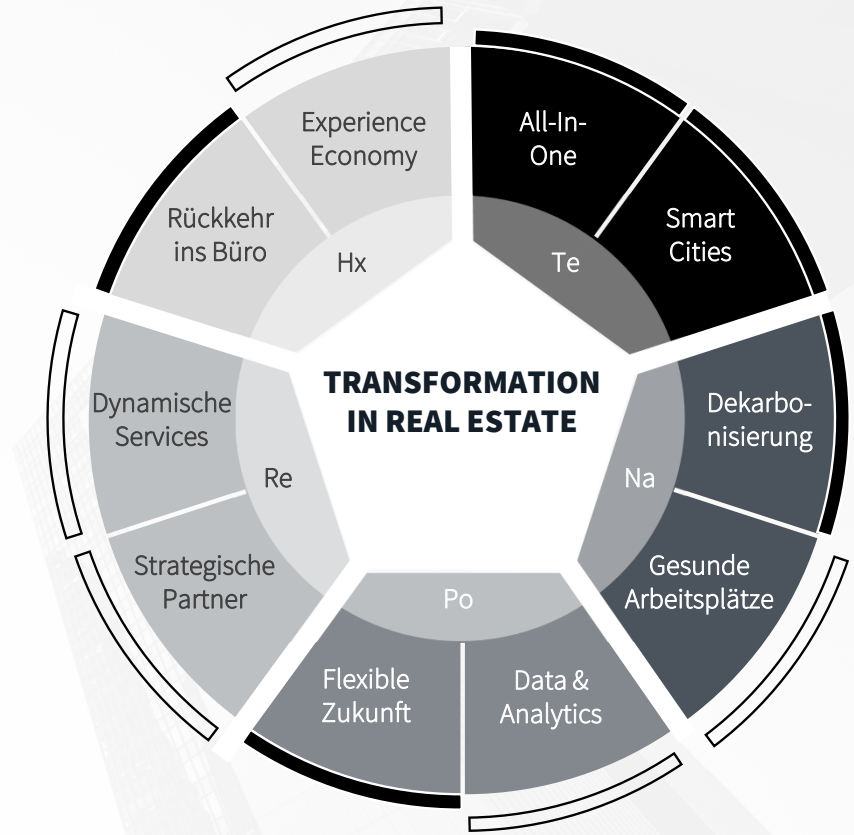 Experience
Economy
All-In-
One
Rückkehr
ins Büro
Smart
Cities
Hx
Te
TRANSFORMATION
IN REAL ESTATE
Dynamische
Services
Dekarbo-
nisierung
Re
Na
Strategische
Partner
Gesunde
Arbeitsplätze
Po
Flexible
Zukunft
Data &
Analytics